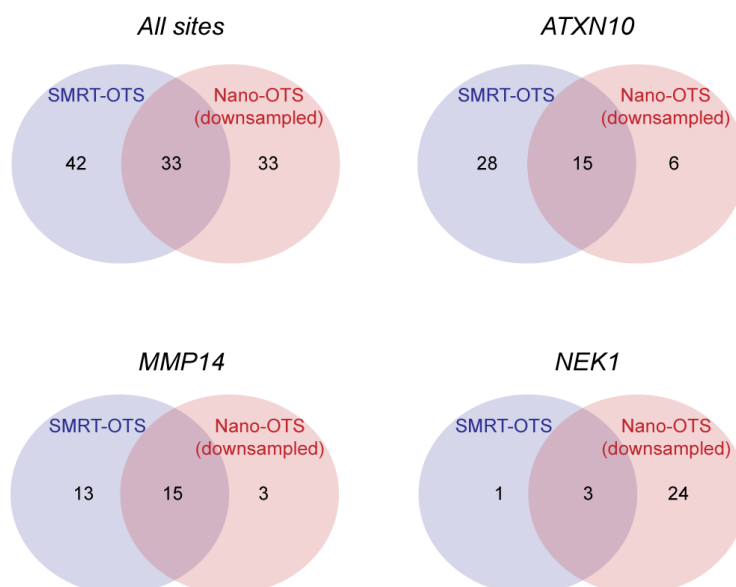 All sites
SMRT-OTS
Nano-OTS
(downsampled)
42
33
33
ATXN10
SMRT-OTS
Nano-OTS
(downsampled)
28
15
6
MMP14
SMRT-OTS
Nano-OTS
(downsampled)
13
15
3
NEK1
SMRT-OTS
Nano-OTS
(downsampled)
1
3
24